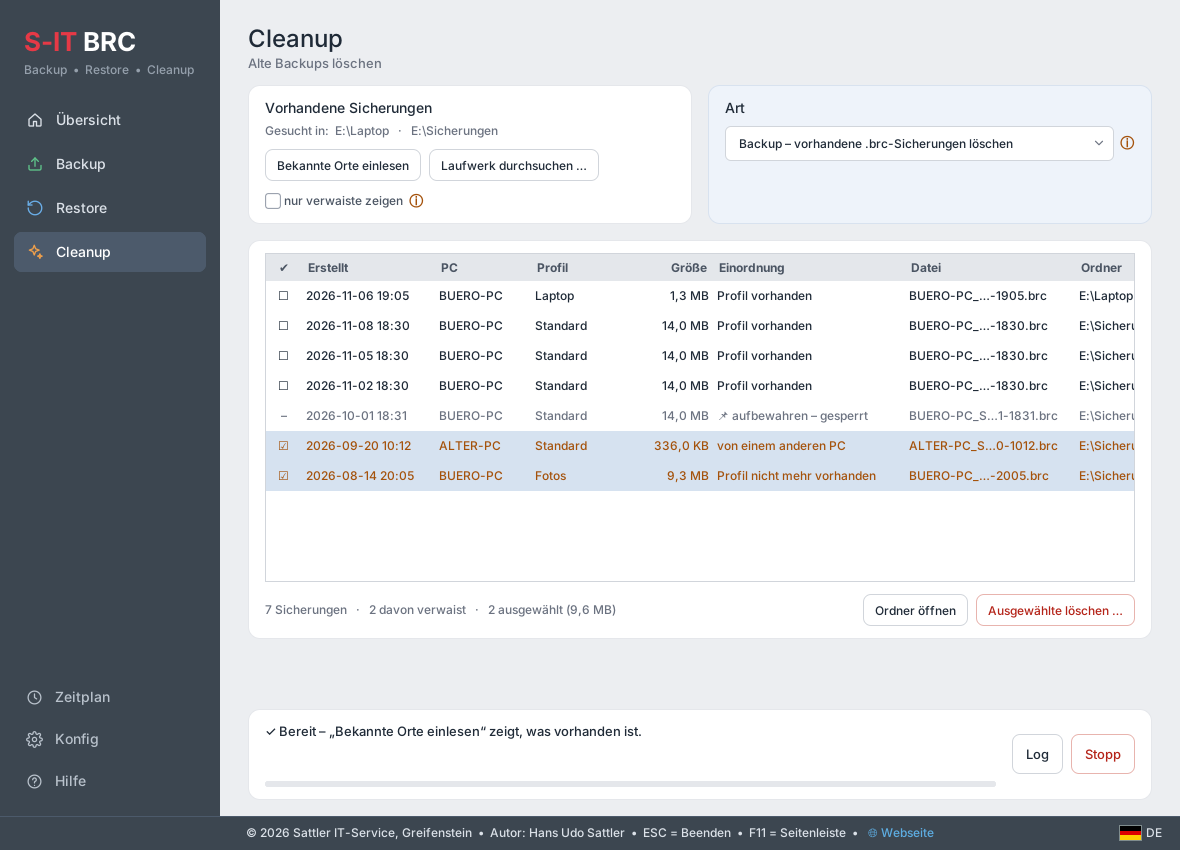 S-IT BRC
Backup • Restore • Cleanup
Übersicht
Backup
Restore
Cleanup
Zeitplan
Konfig
Hilfe
Cleanup
Alte Backups löschen
Vorhandene Sicherungen
Gesucht in: E:\Laptop · E:\Sicherungen
Bekannte Orte einlesen Laufwerk durchsuchen ...
nur verwaiste zeigen ⓘ
Art
Backup – vorhandene .brc-Sicherungen löschen ⓘ
✔ Erstellt PC Profil Größe Einordnung Datei Ordner
☐ 2026-11-06 19:05 BUERO-PC Laptop 1,3 MB Profil vorhanden BUERO-PC_...-1905.brc E:\Laptop
☐ 2026-11-08 18:30 BUERO-PC Standard 14,0 MB Profil vorhanden BUERO-PC_...-1830.brc E:\Sicheru
☐ 2026-11-05 18:30 BUERO-PC Standard 14,0 MB Profil vorhanden BUERO-PC_...-1830.brc E:\Sicheru
☐ 2026-11-02 18:30 BUERO-PC Standard 14,0 MB Profil vorhanden BUERO-PC_...-1830.brc E:\Sicheru
– 2026-10-01 18:31 BUERO-PC Standard 14,0 MB 📌 aufbewahren – gesperrt BUERO-PC_S...1-1831.brc E:\Sicheru
☑ 2026-09-20 10:12 ALTER-PC Standard 336,0 KB von einem anderen PC ALTER-PC_S...0-1012.brc E:\Sicheru
☑ 2026-08-14 20:05 BUERO-PC Fotos 9,3 MB Profil nicht mehr vorhanden BUERO-PC_...-2005.brc E:\Sicheru
7 Sicherungen · 2 davon verwaist · 2 ausgewählt (9,6 MB)
Ordner öffnen Ausgewählte löschen ...
✓ Bereit – „Bekannte Orte einlesen“ zeigt, was vorhanden ist.
Log Stopp
© 2026 Sattler IT-Service, Greifenstein • Autor: Hans Udo Sattler • ESC = Beenden • F11 = Seitenleiste • 🌐 Webseite
DE